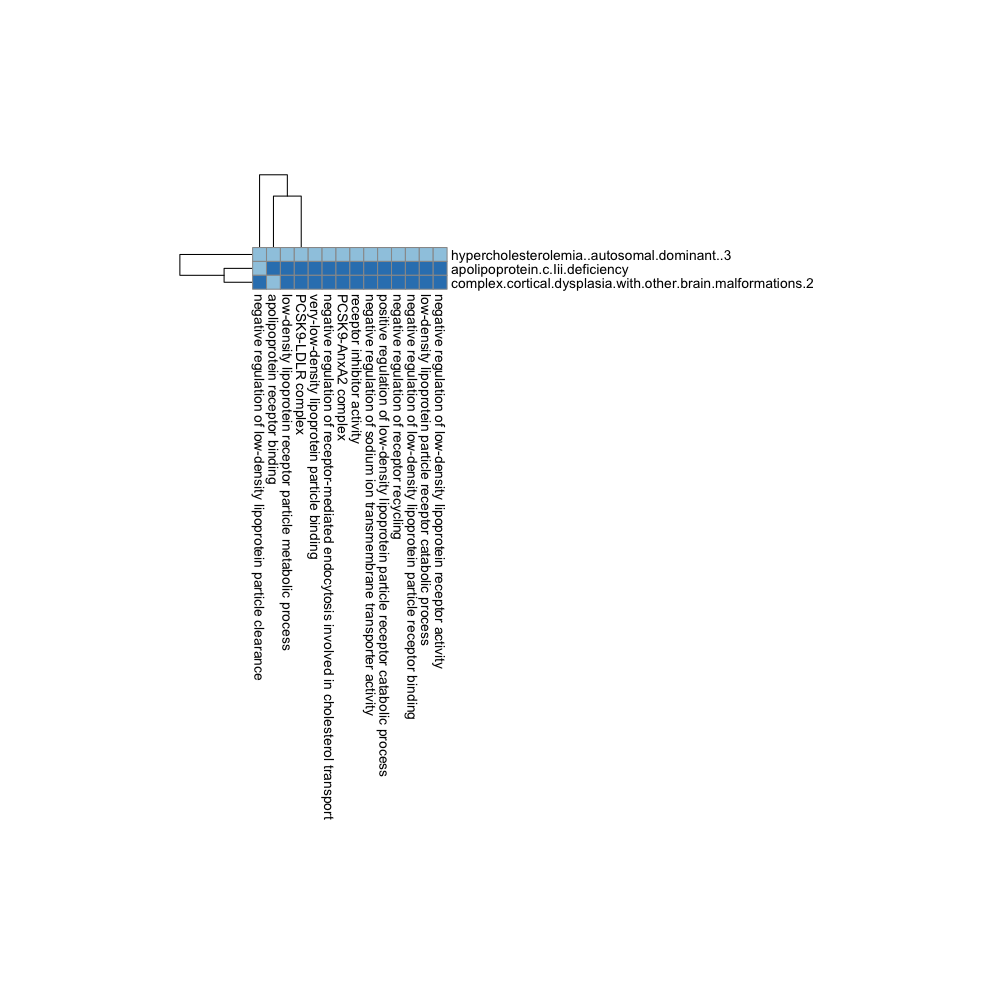 hypercholesterolemia..autosomal.dominant..3
apolipoprotein.c.Iii.deficiency
complex.cortical.dysplasia.with.other.brain.malformations.2
negative regulation of low-density lipoprotein particle clearance
apolipoprotein receptor binding
low-density lipoprotein receptor particle metabolic process
PCSK9-LDLR complex
very-low-density lipoprotein particle binding
negative regulation of receptor-mediated endocytosis involved in cholesterol transport
PCSK9-AnxA2 complex
receptor inhibitor activity
negative regulation of sodium ion transmembrane transporter activity
positive regulation of low-density lipoprotein particle receptor catabolic process
negative regulation of receptor recycling
negative regulation of low-density lipoprotein particle receptor binding
low-density lipoprotein particle receptor catabolic process
negative regulation of low-density lipoprotein receptor activity